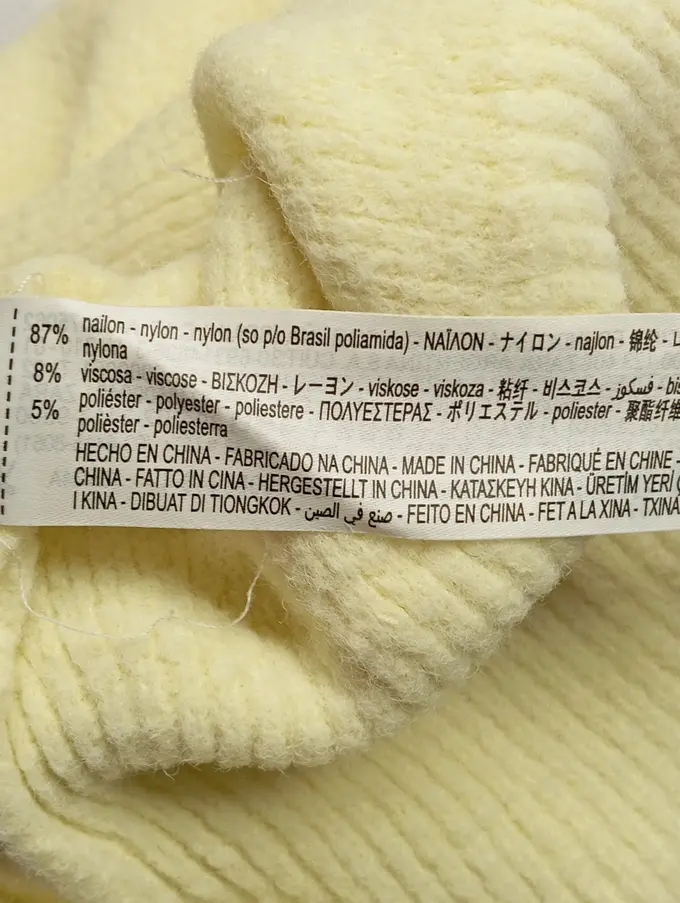 87% nailon - nylon - nylon (so p/o Brasil poliamida) - ΝΑΪΛΟΝ - ナイロン - najlon - 锦纶 -
nylona
8% viscosa - viscose - ΒΙΣΚΟΖΗ - レーヨン - viskose - viskoza - 粘纤 - 비스코스 - فسكوز -
5% poliéster - polyester - poliestere - ΠΟΛΥΕΣΤΕΡΑΣ - ポリエステル - poliester - 聚酯纤维
polièster - poliesterra
HECHO EN CHINA - FABRICADO NA CHINA - MADE IN CHINA - FABRIQUÉ EN CHINE -
CHINA - FATTO IN CINA - HERGESTELLT IN CHINA - ΚΑΤΑΣΚΕΥΗ ΚΙΝΑ - ÜRETİM YERİ
I KINA - DIBUAT DI TIONGKOK - صنع في الصين - FEITO EN CHINA - FET A LA XINA - TXINA